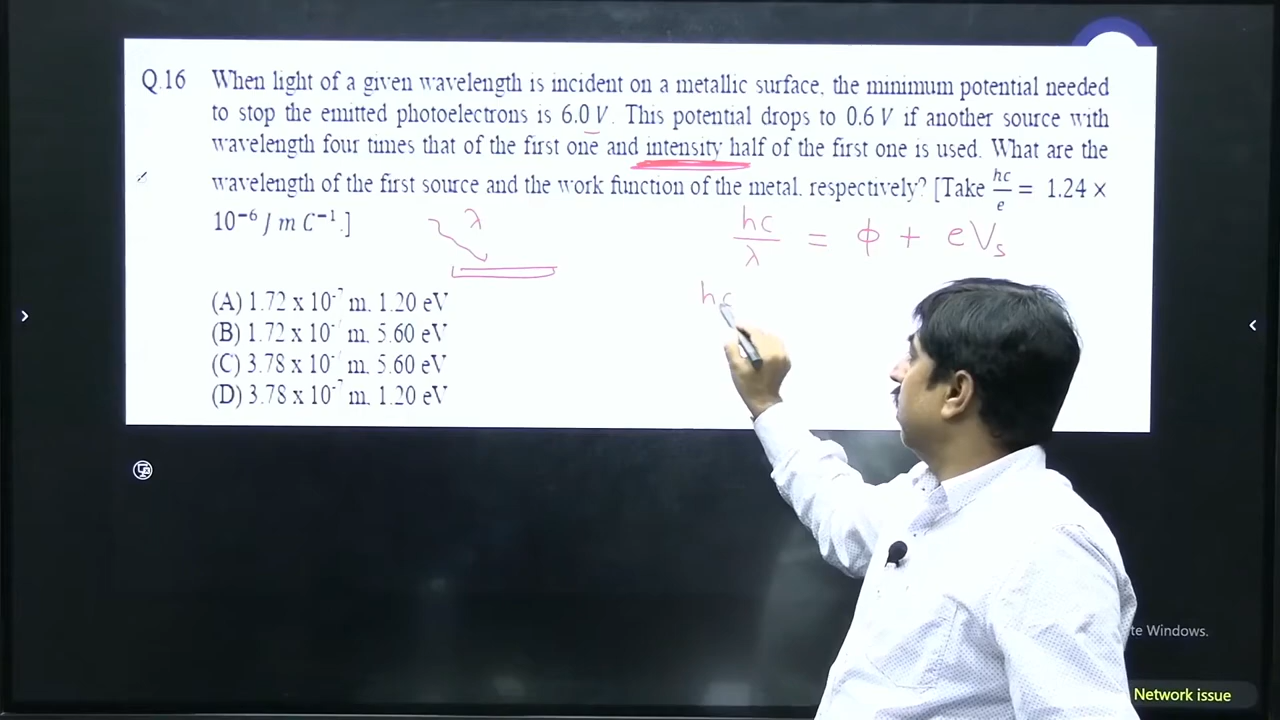 Q.16 When light of a given wavelength is incident on a metallic surface, the minimum potential needed
to stop the emitted photoelectrons is 6.0 V. This potential drops to 0.6 V if another source with
wavelength four times that of the first one and intensity half of the first one is used. What are the
wavelength of the first source and the work function of the metal, respectively? [Take hc/e = 1.24 ×
10⁻⁶ J m C⁻¹.]
λ
hc/λ = ϕ + eVs
hc
(A) 1.72 x 10⁻⁷ m, 1.20 eV
(B) 1.72 x 10⁻⁷ m, 5.60 eV
(C) 3.78 x 10⁻⁷ m, 5.60 eV
(D) 3.78 x 10⁻⁷ m, 1.20 eV
te Windows.
Network issue